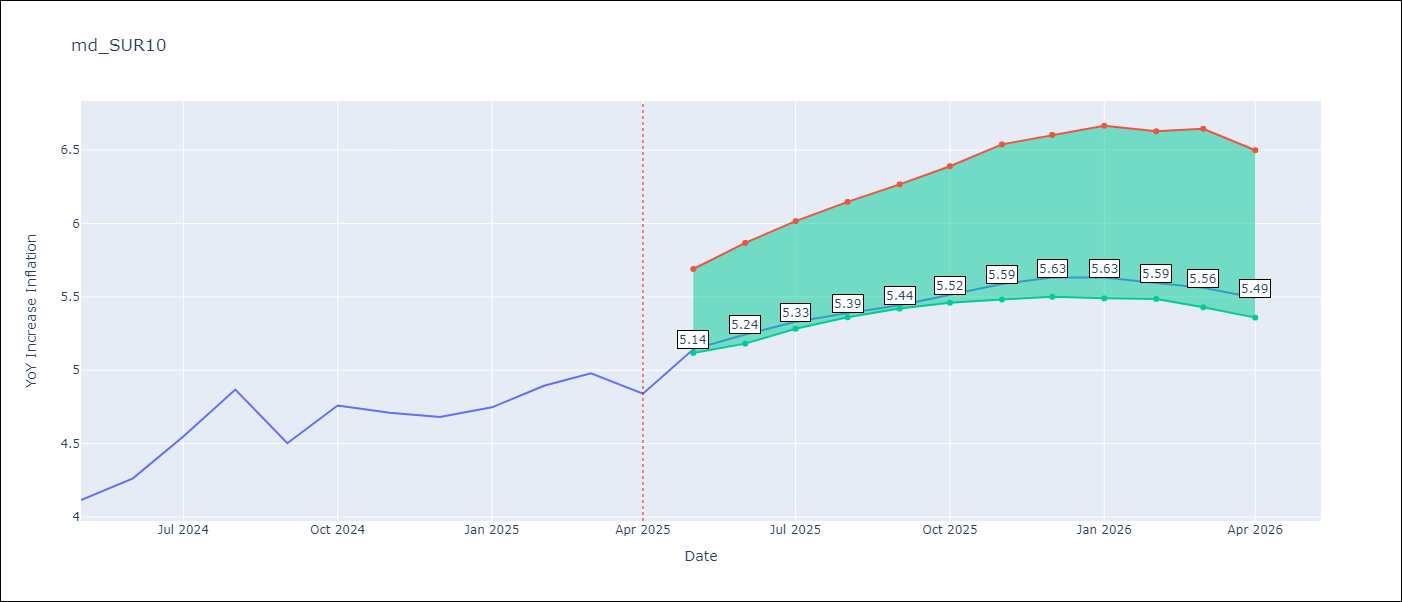 md_SUR10
YoY Increase Inflation
6.5
6
5.5
5
4.5
4
5.14
5.24
5.33
5.39
5.44
5.52
5.59
5.63
5.63
5.59
5.56
5.49
Jul 2024
Oct 2024
Jan 2025
Apr 2025
Jul 2025
Oct 2025
Jan 2026
Apr 2026
Date